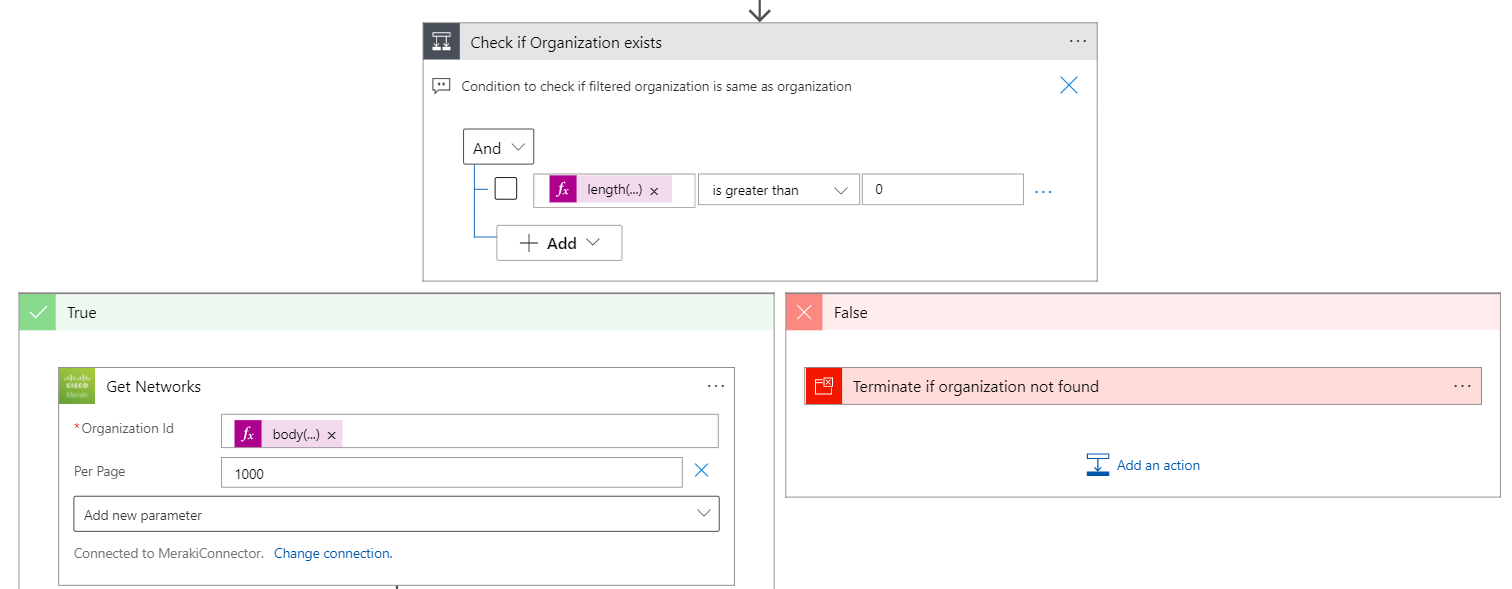 Check if Organization exists
...
Condition to check if filtered organization is same as organization
And
fx length(...) × is greater than 0 ...
+ Add
True
False
CISCO
Meraki
Get Networks ...
Terminate if organization not found ...
*Organization Id fx body(...) ×
Per Page 1000
Add an action
Add new parameter
Connected to MerakiConnector. Change connection.